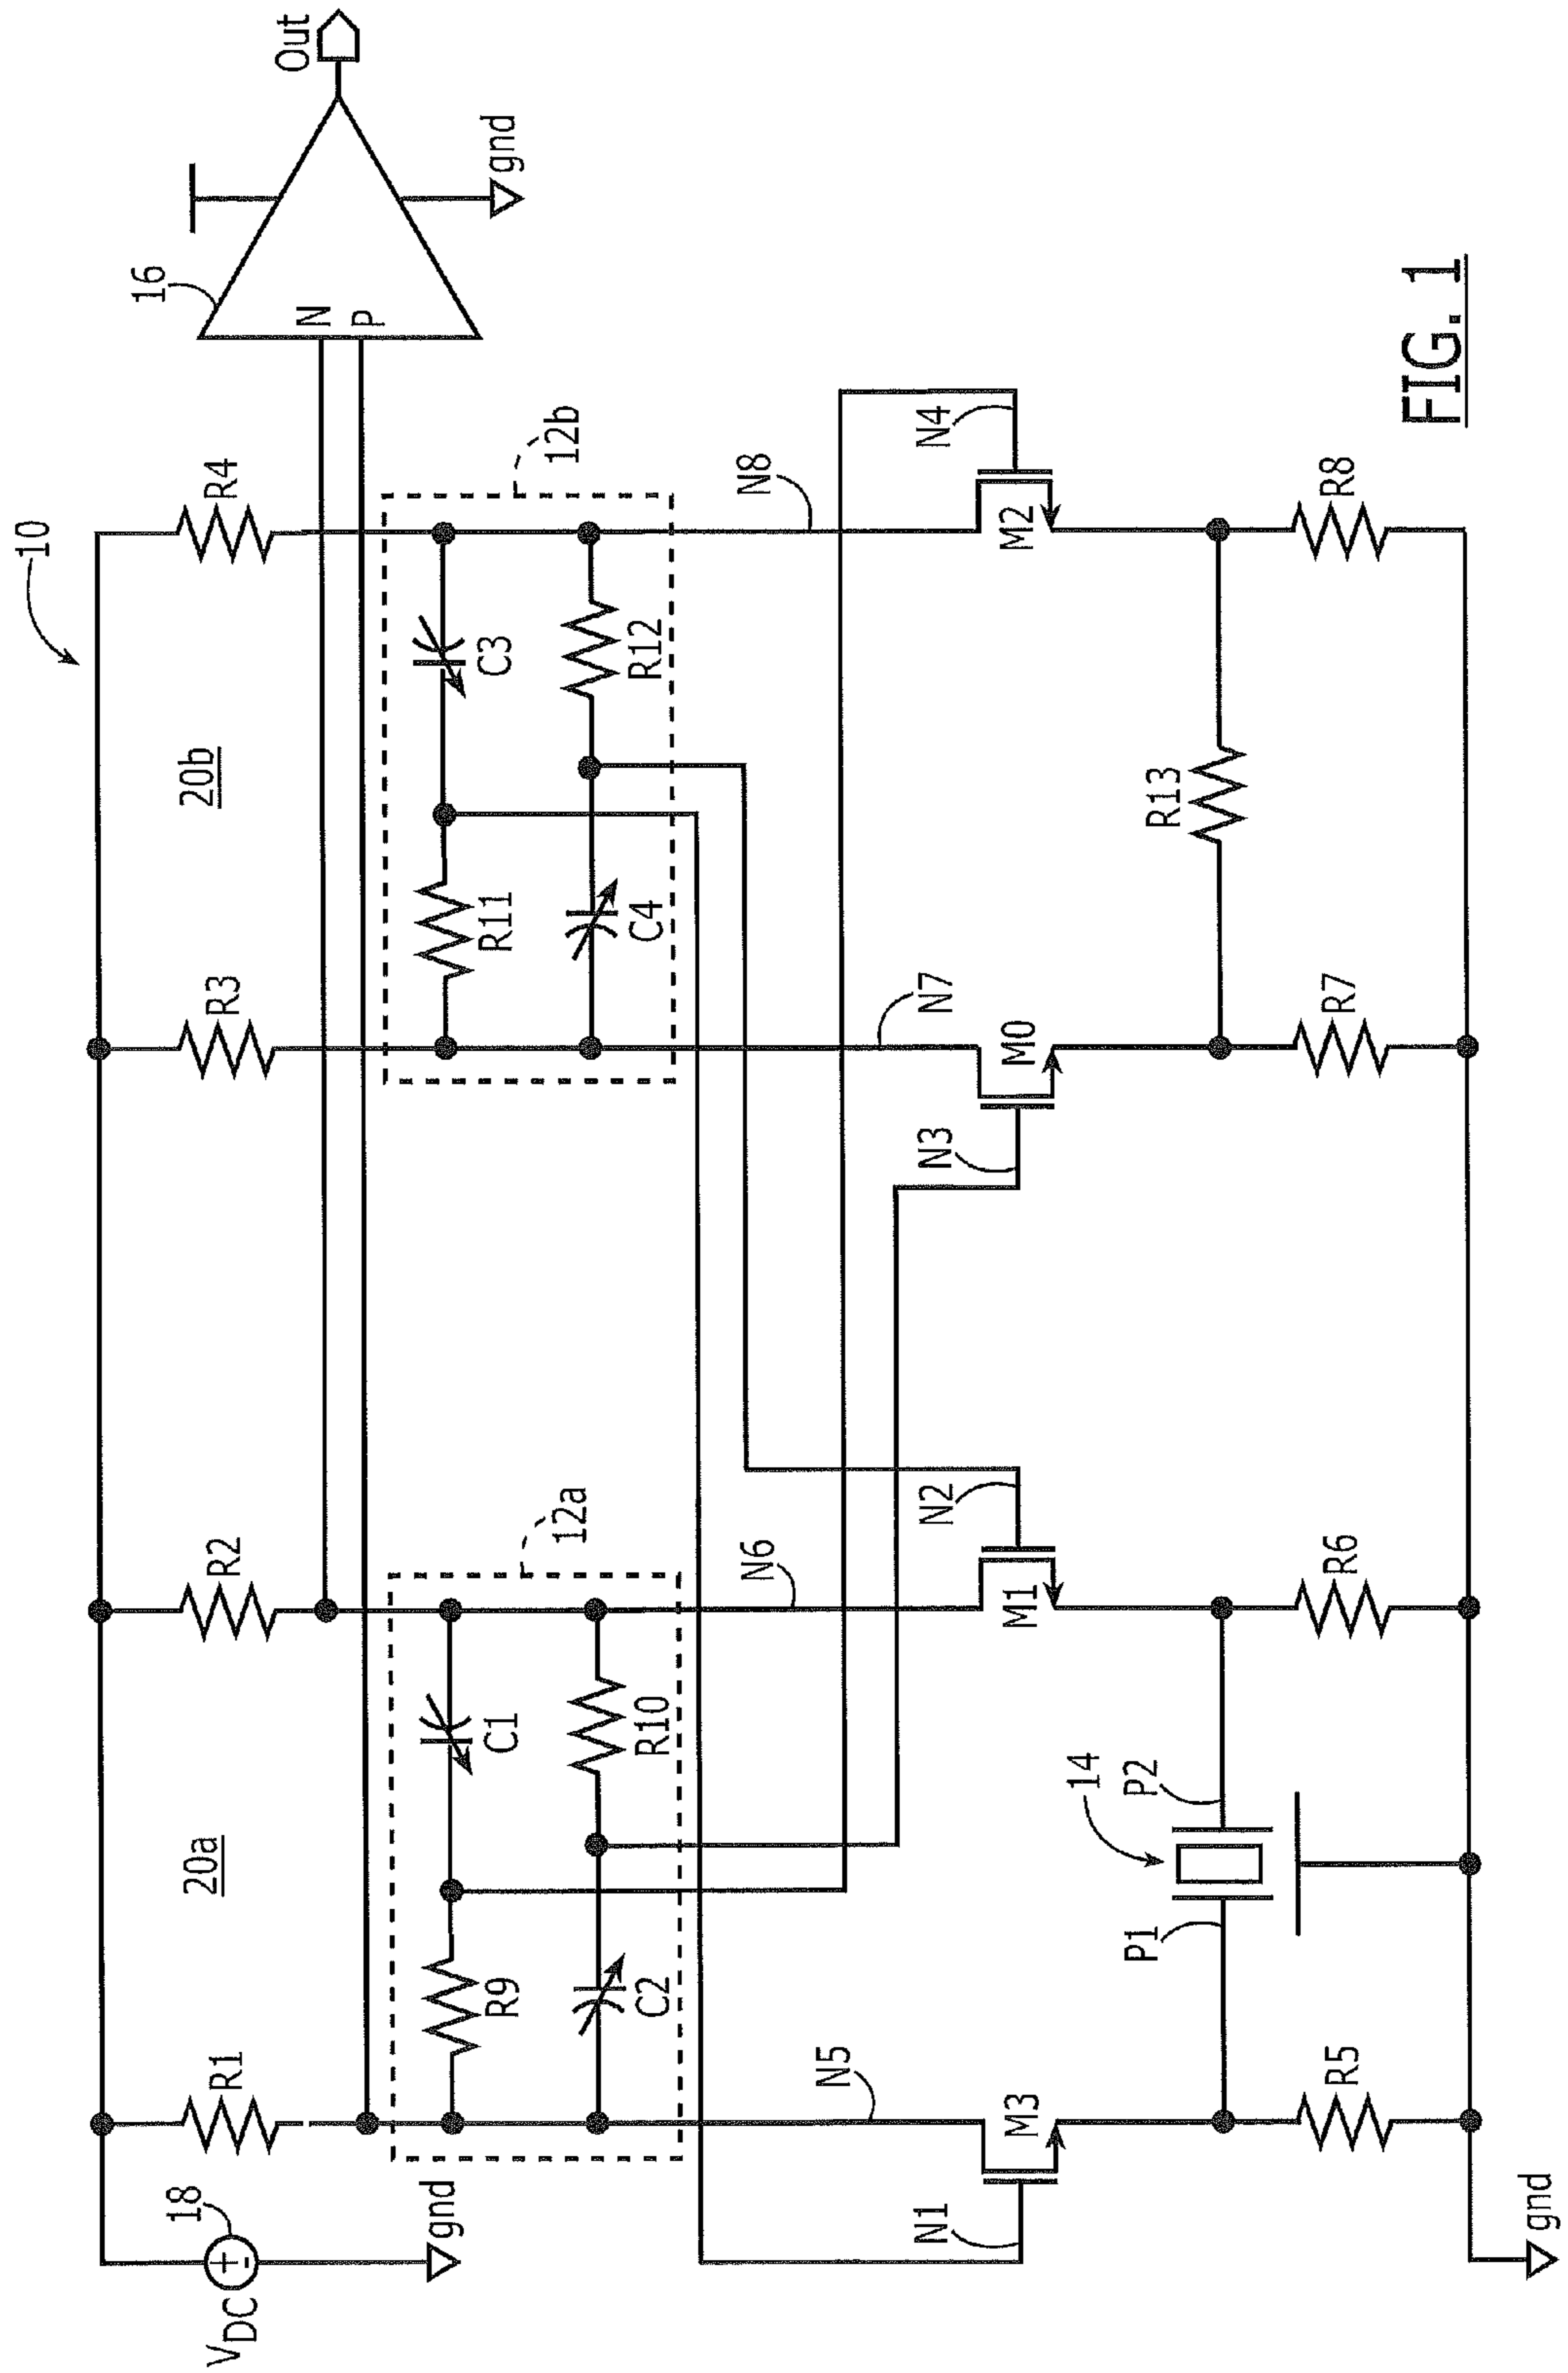 10
20a
20b
18
VDC
gnd
R1
R2
R3
R4
16
N
P
Out
gnd
12a
12b
R9
C1
C2
R10
R11
C3
C4
R12
N5
N6
N7
N8
N1
M3
N2
M1
N3
M0
N4
M2
14
P1
P2
R13
R5
R6
R7
R8
gnd
FIG. 1